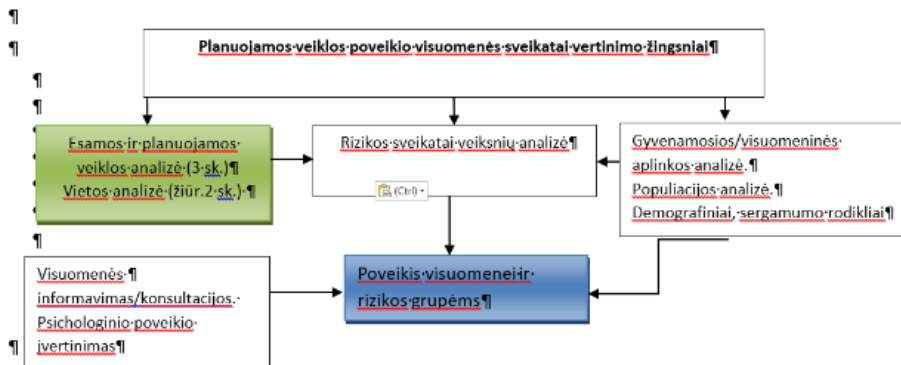 Planuojamos veiklos poveikio visuomenės sveikatai vertinimo žingsniai¶
Esamos ir planuojamos
veiklos analizė (3 sk.)¶
Vietos analizė (žiūr.2 sk.) ¶
Rizikos sveikatai veiksnių analizė¶
(Ctrl)
Gyvenamosios/visuomeninės
aplinkos analizė.¶
Populiacijos analizė.¶
Demografiniai, sergamumo rodikliai¶
Visuomenės ¶
informavimas/konsultacijos.
Psichologinio poveikio
įvertinimas¶
Poveikis visuomenei ir
rizikos grupėms¶